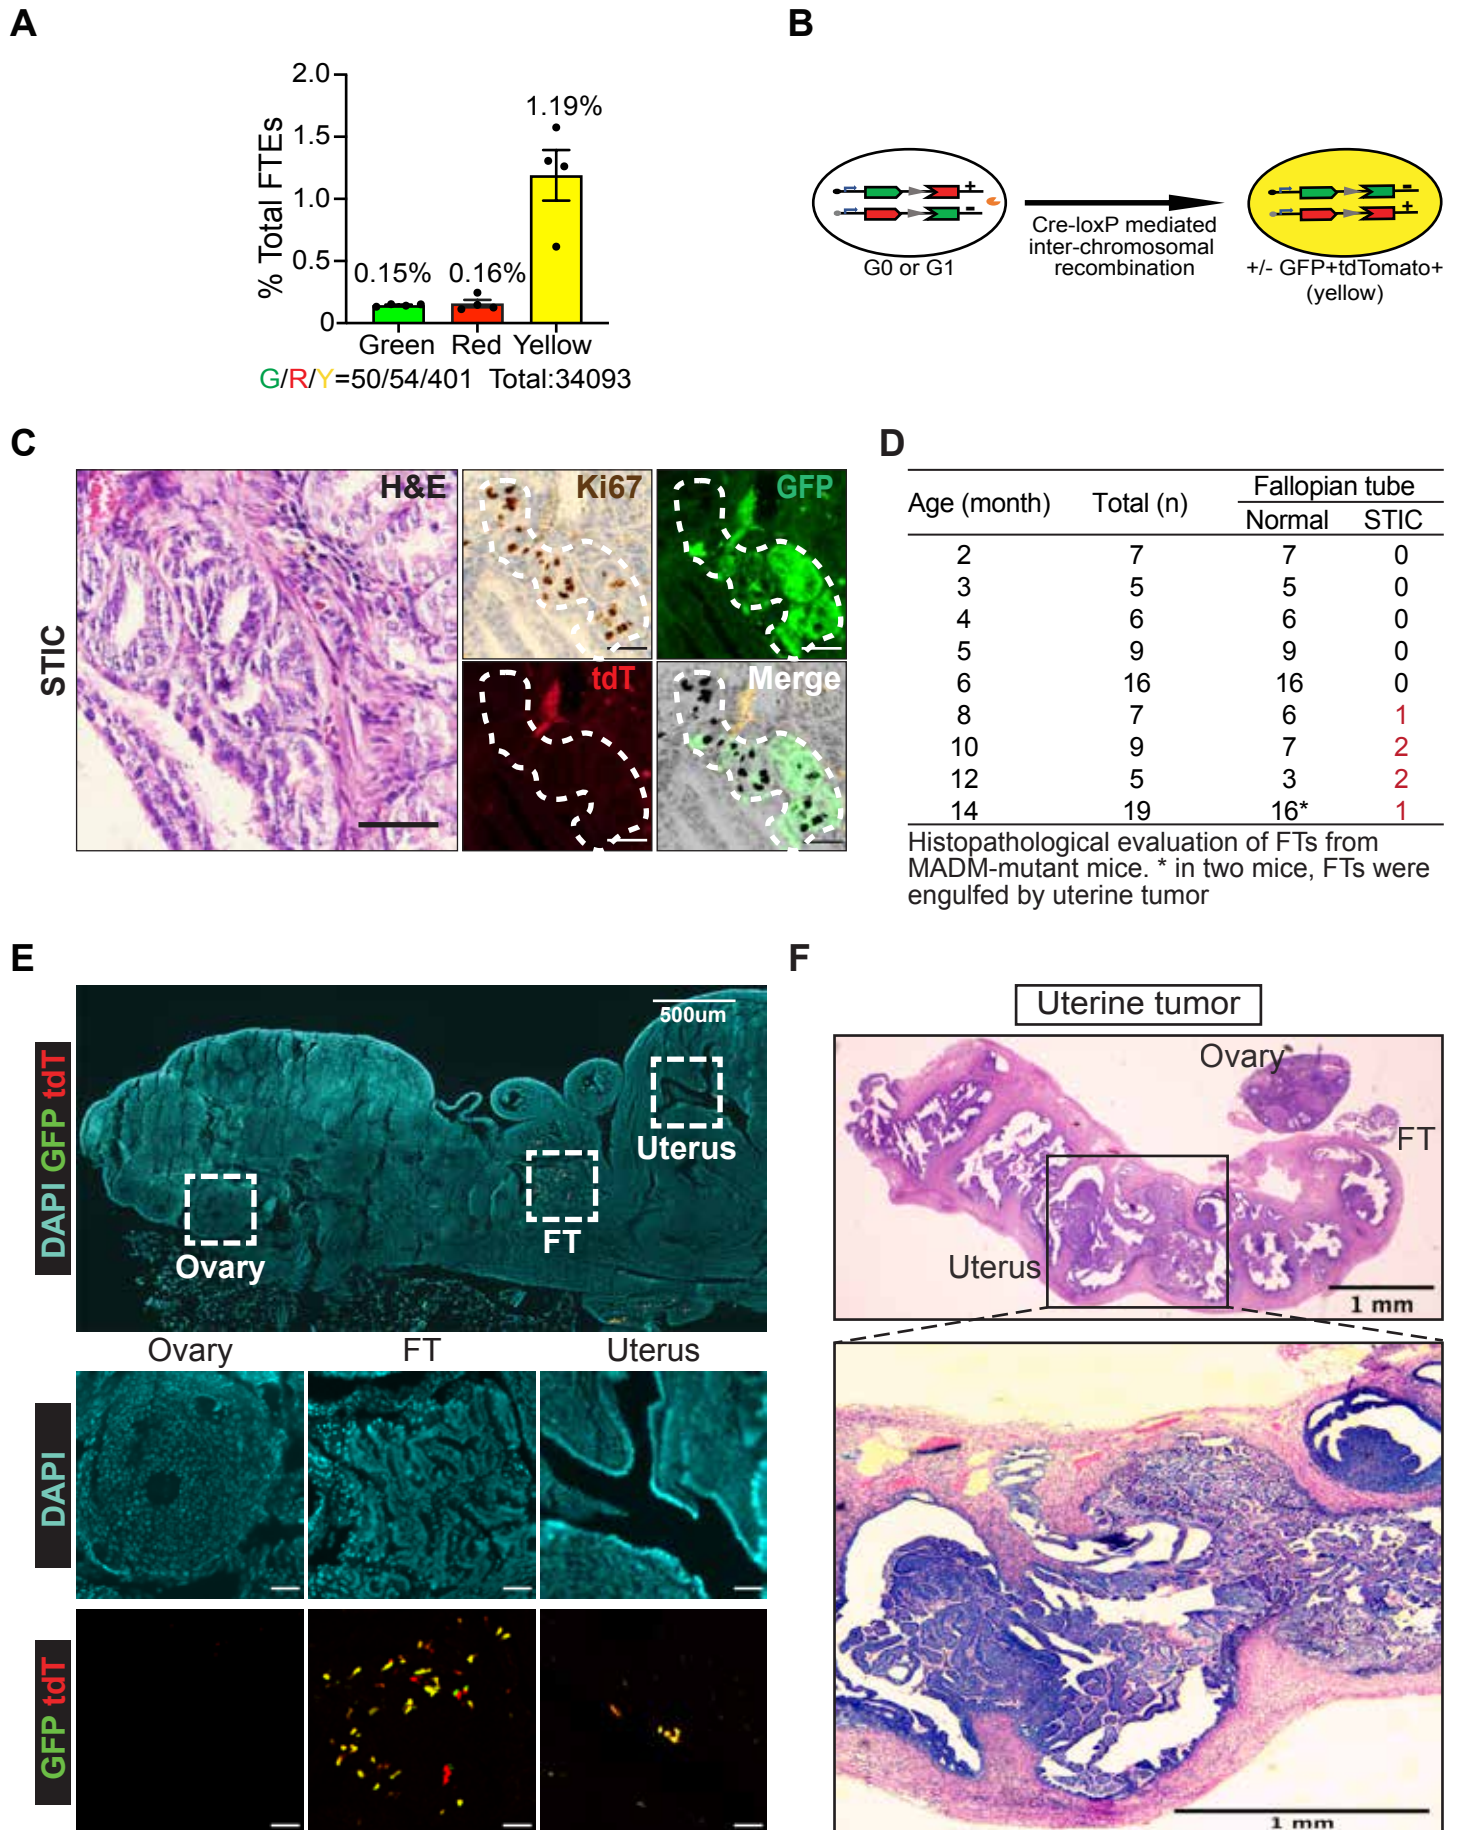 A
2.0
1.5
1.0
0.5
0
% Total FTEs
0.15%
0.16%
1.19%
Green Red Yellow
G/R/Y=50/54/401 Total:34093
B
+
-
G0 or G1
Cre-loxP mediated
inter-chromosomal
recombination
-
+
+/- GFP+tdTomato+
(yellow)
C
STIC
H&E
Ki67
GFP
tdT
Merge
D
Age (month) Total (n) Fallopian tube
Normal STIC
2 7 7 0
3 5 5 0
4 6 6 0
5 9 9 0
6 16 16 0
8 7 6 1
10 9 7 2
12 5 3 2
14 19 16* 1
Histopathological evaluation of FTs from
MADM-mutant mice. * in two mice, FTs were
engulfed by uterine tumor
E
DAPI GFP tdT
500um
Uterus
FT
Ovary
Ovary FT Uterus
DAPI
GFP tdT
F
Uterine tumor
Ovary
FT
Uterus
1 mm
1 mm